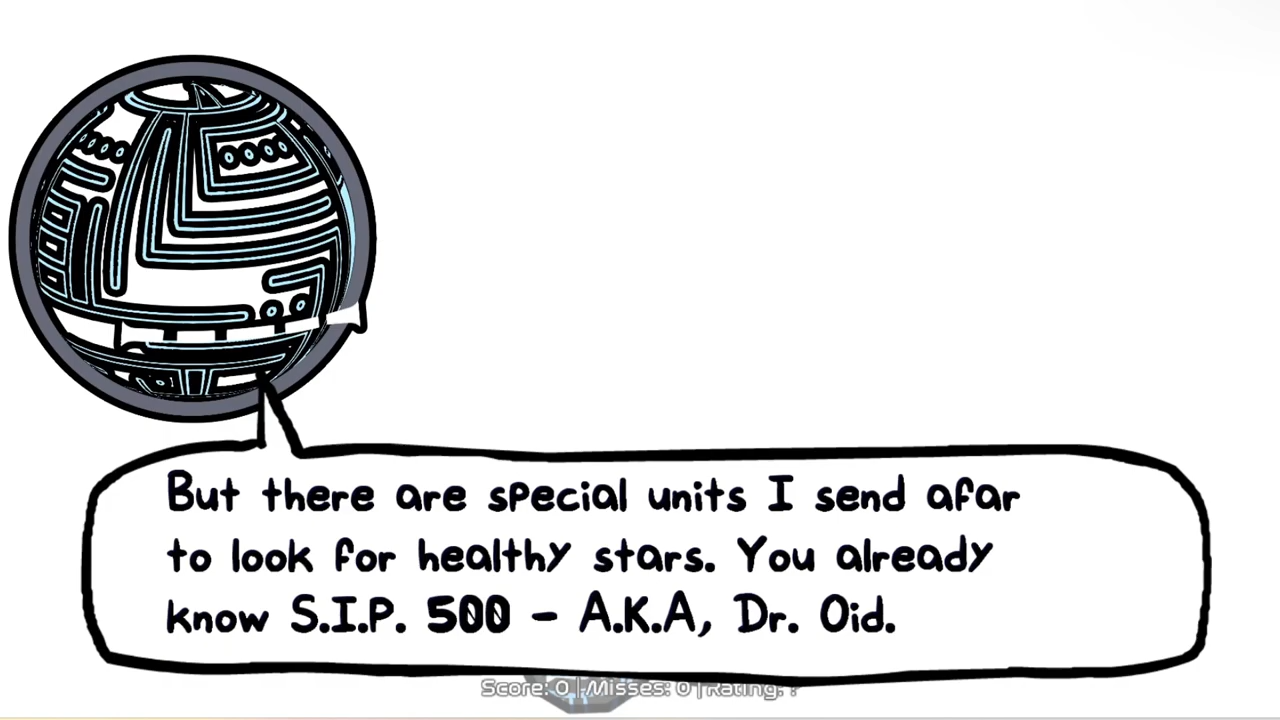 But there are special units I send afar
to look for healthy stars. You already
know S.I.P. 500 - A.K.A, Dr. Oid.
Score: 0 | Misses: 0 | Rating: ?